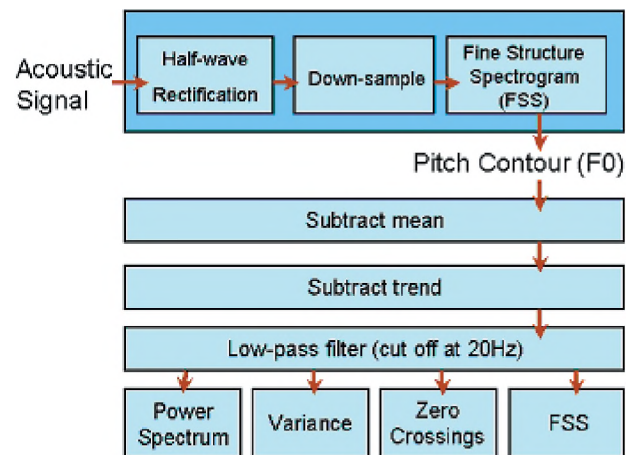 Acoustic
Signal
Half-wave
Rectification
Down-sample
Fine Structure
Spectrogram
(FSS)
Pitch Contour (F0)
Subtract mean
Subtract trend
Low-pass filter (cut off at 20Hz)
Power
Spectrum
Variance
Zero
Crossings
FSS